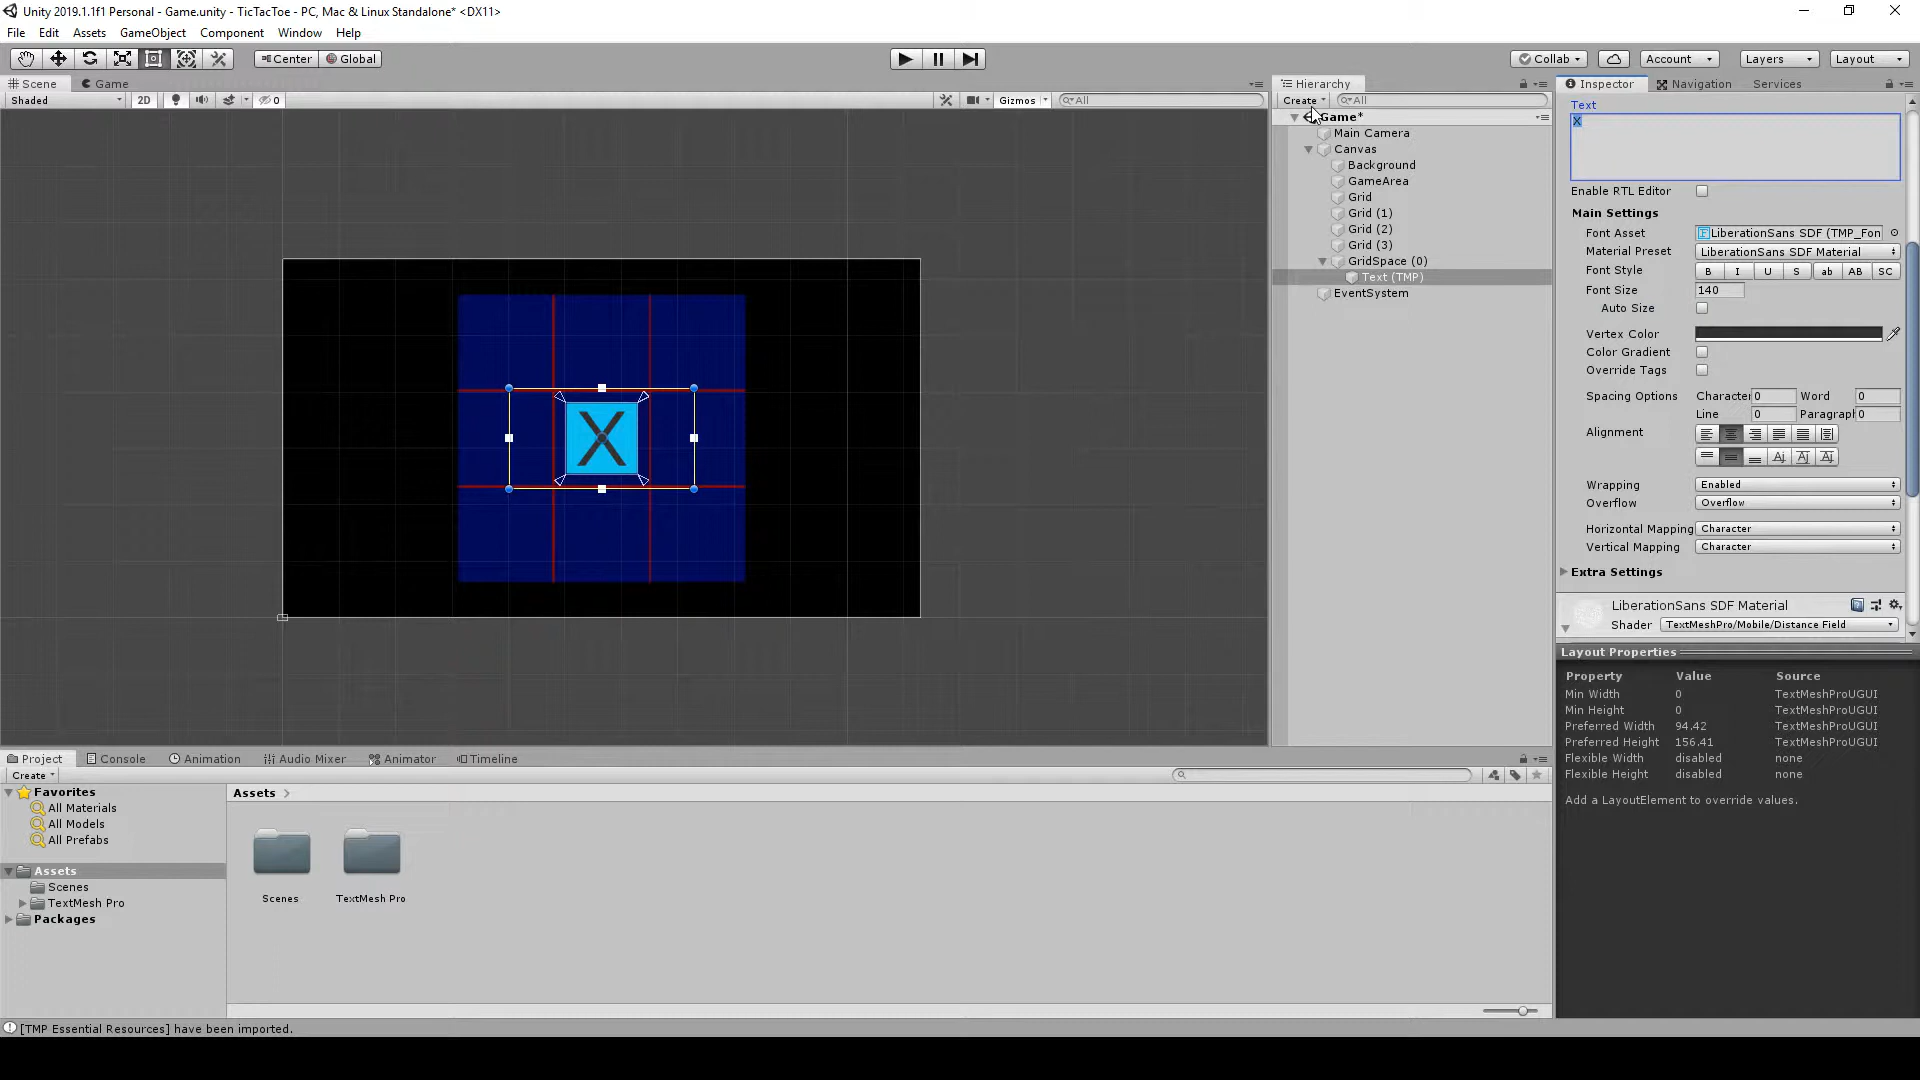 Unity 2019.1.1f1 Personal - Game.unity - TicTacToe - PC, Mac & Linux Standalone* <DX11>
File Edit Assets GameObject Component Window Help
Center Global Collab Account Layers Layout
Scene Game
Shaded 2D 0 Gizmos All
Hierarchy
Create All
Game*
Main Camera
Canvas
Background
GameArea
Grid
Grid (1)
Grid (2)
Grid (3)
GridSpace (0)
Text (TMP)
EventSystem
X
Inspector Navigation Services
Text
X
Enable RTL Editor
Main Settings
Font Asset LiberationSans SDF (TMP_Fon
Material Preset LiberationSans SDF Material
Font Style B I U S ab AB SC
Font Size 140
Auto Size
Vertex Color
Color Gradient
Override Tags
Spacing Options Character 0 Word 0
Line 0 Paragraph 0
Alignment
Wrapping Enabled
Overflow Overflow
Horizontal Mapping Character
Vertical Mapping Character
Extra Settings
LiberationSans SDF Material
Shader TextMeshPro/Mobile/Distance Field
Layout Properties
Property Value Source
Min Width 0 TextMeshProUGUI
Min Height 0 TextMeshProUGUI
Preferred Width 94.42 TextMeshProUGUI
Preferred Height 156.41 TextMeshProUGUI
Flexible Width disabled none
Flexible Height disabled none
Add a LayoutElement to override values.
Project Console Animation Audio Mixer Animator Timeline
Create
Favorites
All Materials
All Models
All Prefabs
Assets
Scenes
TextMesh Pro
Packages
Assets
Scenes TextMesh Pro
[TMP Essential Resources] have been imported.